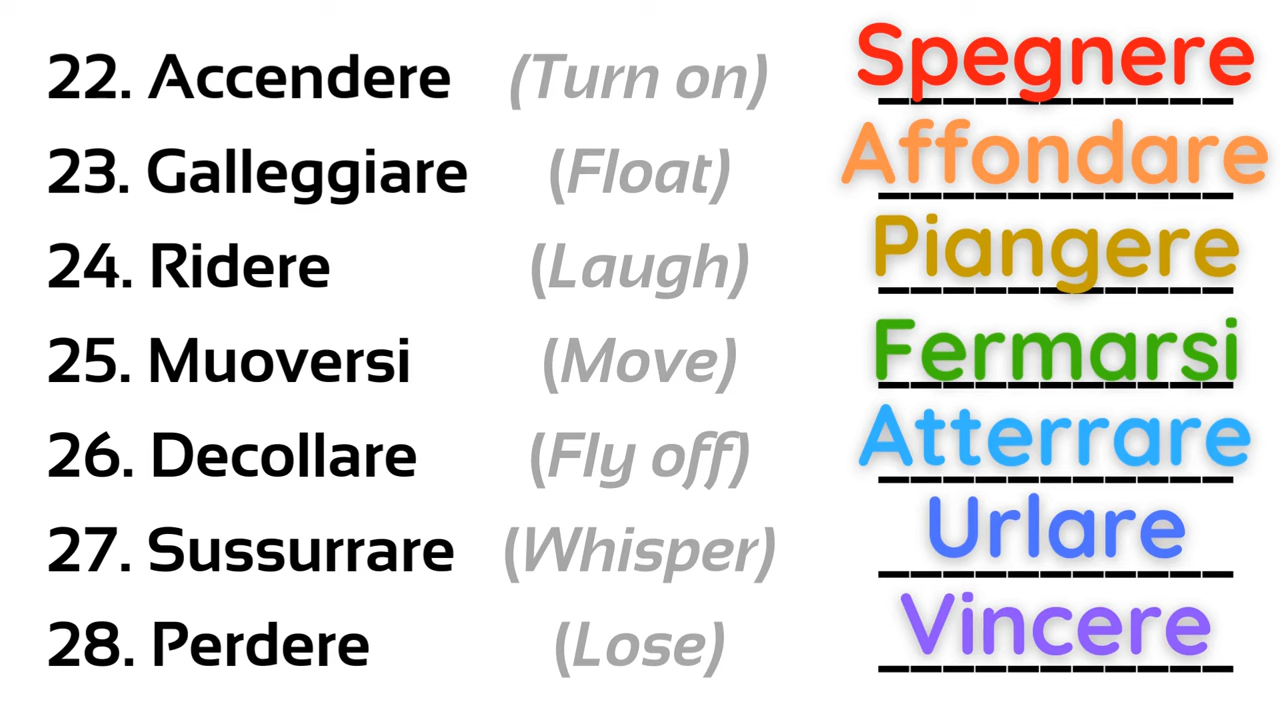 22. Accendere (Turn on) Spegnere
23. Galleggiare (Float) Affondare
24. Ridere (Laugh) Piangere
25. Muoversi (Move) Fermarsi
26. Decollare (Fly off) Atterrare
27. Sussurrare (Whisper) Urlare
28. Perdere (Lose) Vincere